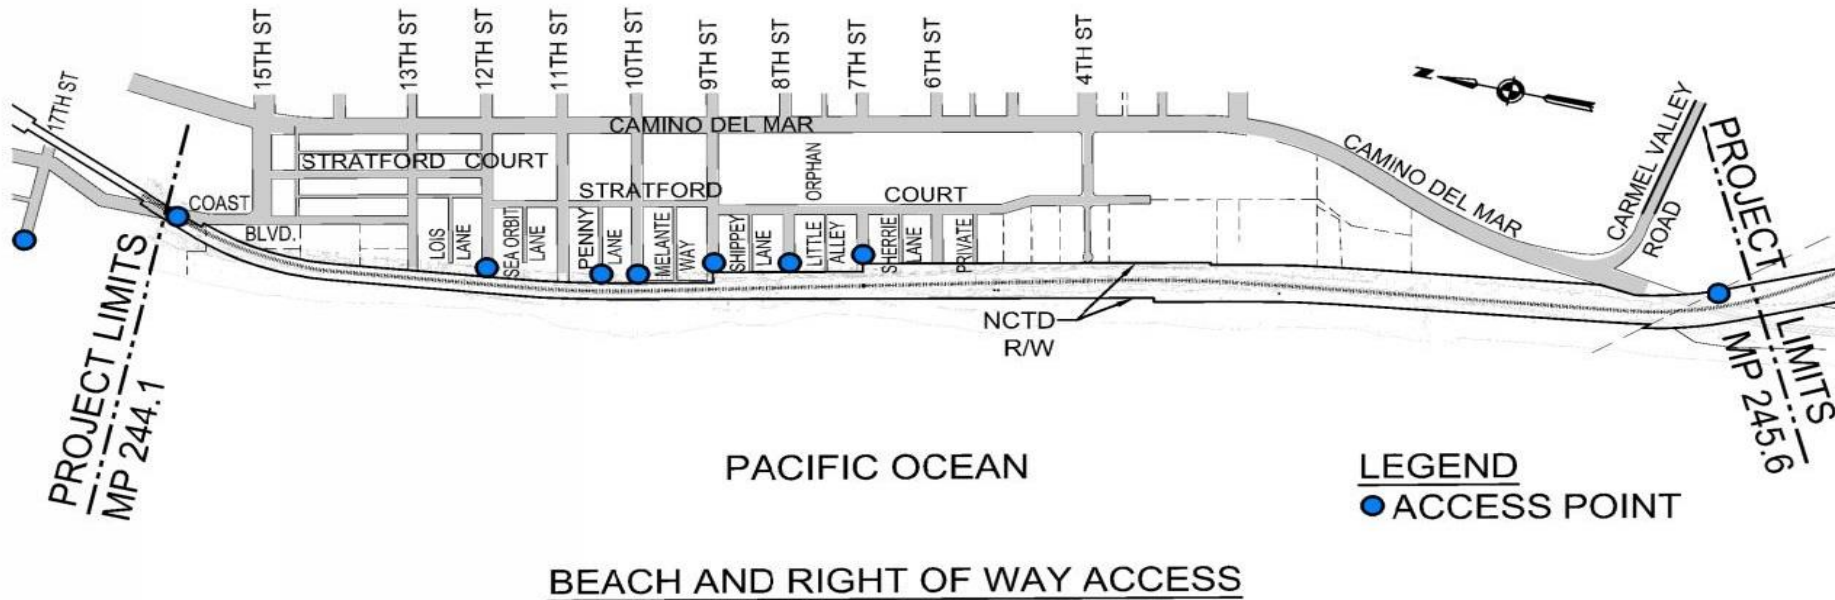 17TH ST
15TH ST
13TH ST
12TH ST
11TH ST
10TH ST
9TH ST
8TH ST
7TH ST
6TH ST
4TH ST
N
CAMINO DEL MAR
STRATFORD COURT
ORPHAN
STRATFORD COURT
CAMINO DEL MAR
CARMEL VALLEY
ROAD
COAST
BLVD.
LOIS
LANE
SEA ORBIT
LANE
PENNY
LANE
MELANTE
WAY
SHIPPEY
LANE
LITTLE
ALLEY
SHERRIE
LANE
PRIVATE
PROJECT LIMITS
MP 244.1
NCTD
R/W
PROJECT LIMITS
MP 245.6
PACIFIC OCEAN
LEGEND
ACCESS POINT
BEACH AND RIGHT OF WAY ACCESS